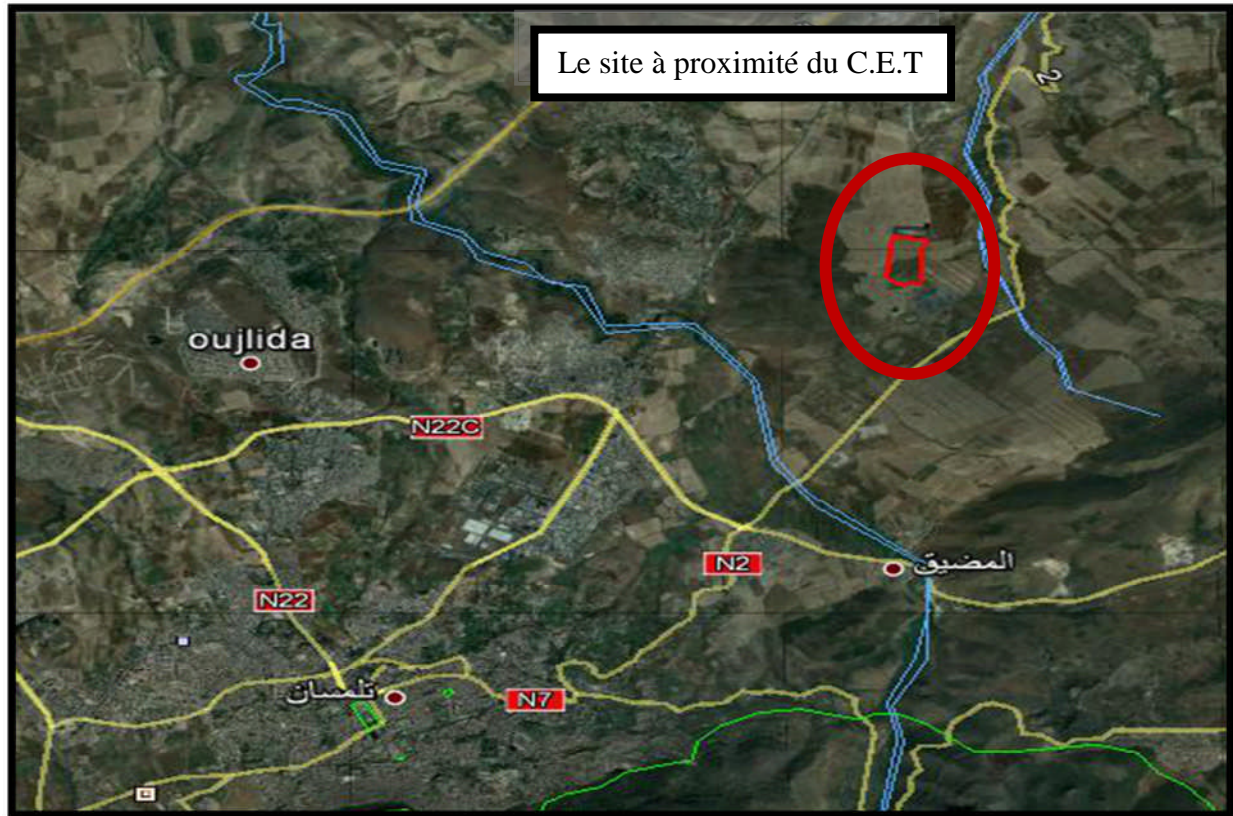 Le site à proximité du C.E.T
2
oujlida
N22C
N2
المضيق
N22
تلمسان
N7